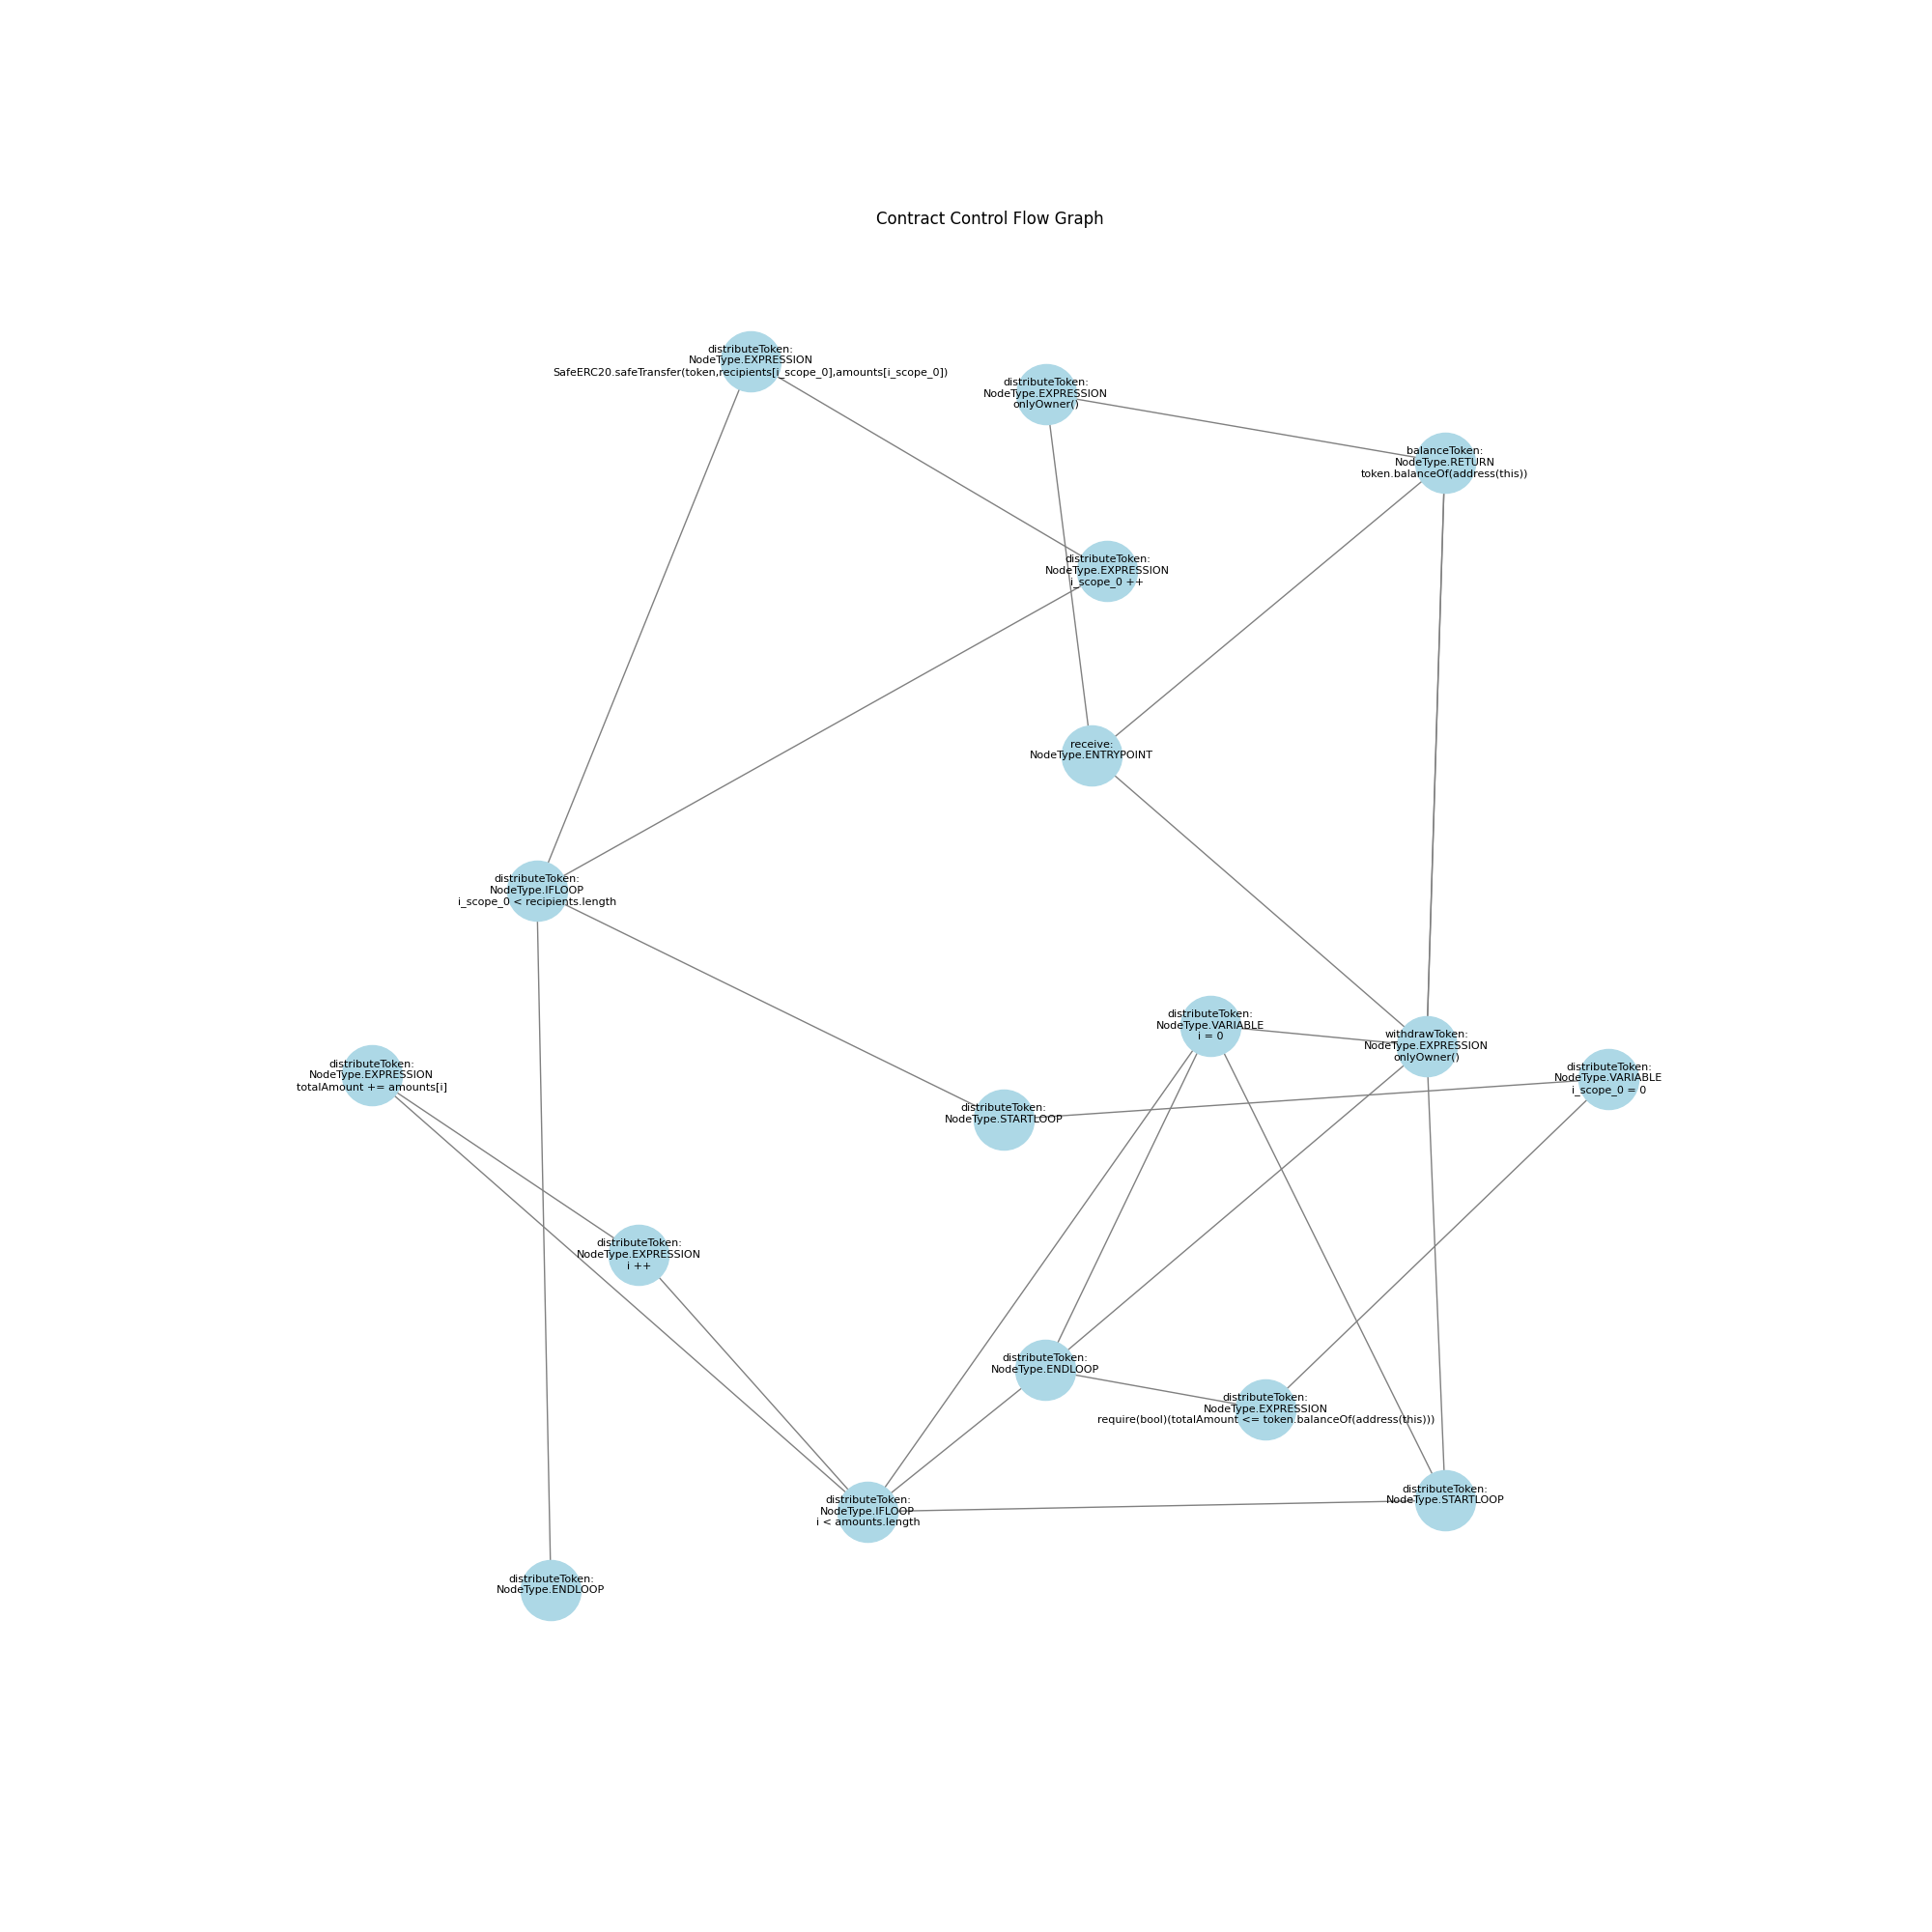 Contract Control Flow Graph
distributeToken:
NodeType.EXPRESSION
SafeERC20.safeTransfer(token,recipients[i_scope_0],amounts[i_scope_0])
distributeToken:
NodeType.EXPRESSION
onlyOwner()
balanceToken:
NodeType.RETURN
token.balanceOf(address(this))
distributeToken:
NodeType.EXPRESSION
i_scope_0 ++
receive:
NodeType.ENTRYPOINT
distributeToken:
NodeType.IFLOOP
i_scope_0 < recipients.length
distributeToken:
NodeType.VARIABLE
i = 0
withdrawToken:
NodeType.EXPRESSION
onlyOwner()
distributeToken:
NodeType.EXPRESSION
totalAmount += amounts[i]
distributeToken:
NodeType.VARIABLE
i_scope_0 = 0
distributeToken:
NodeType.STARTLOOP
distributeToken:
NodeType.EXPRESSION
i ++
distributeToken:
NodeType.ENDLOOP
distributeToken:
NodeType.EXPRESSION
require(bool)(totalAmount <= token.balanceOf(address(this)))
distributeToken:
NodeType.STARTLOOP
distributeToken:
NodeType.IFLOOP
i < amounts.length
distributeToken:
NodeType.ENDLOOP